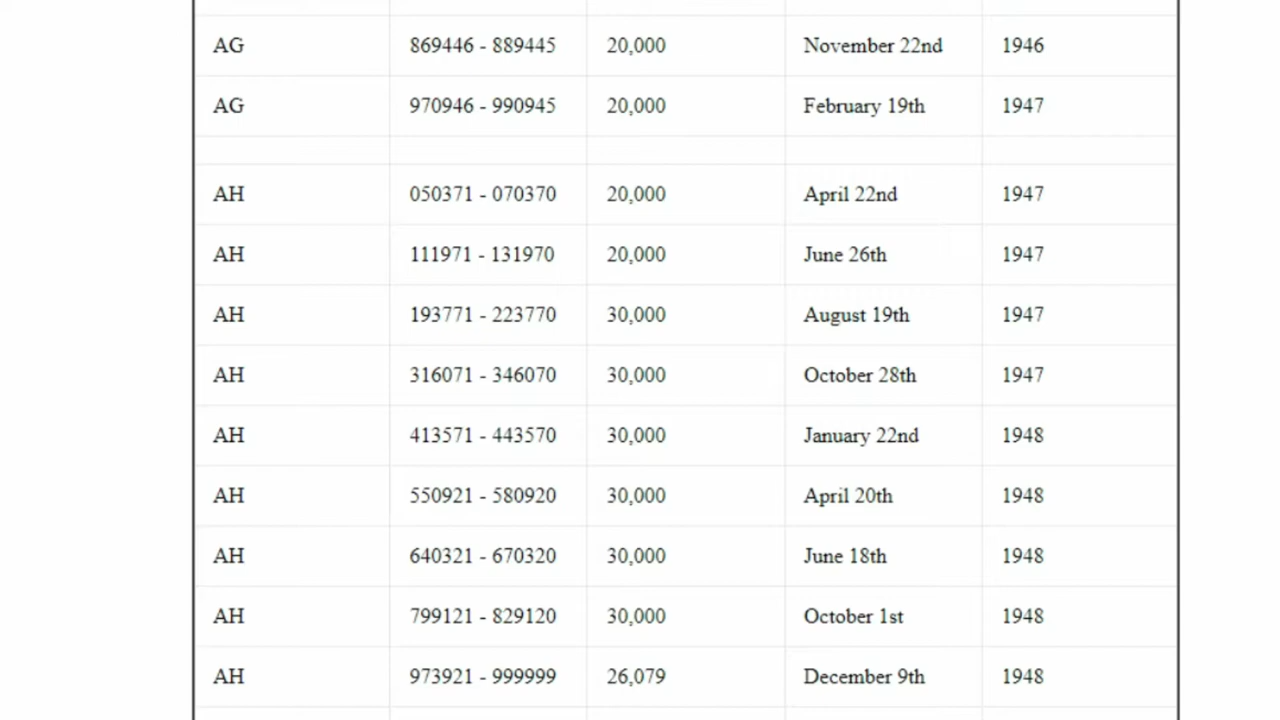 AG 869446 - 889445 20,000 November 22nd 1946
AG 970946 - 990945 20,000 February 19th 1947
AH 050371 - 070370 20,000 April 22nd 1947
AH 111971 - 131970 20,000 June 26th 1947
AH 193771 - 223770 30,000 August 19th 1947
AH 316071 - 346070 30,000 October 28th 1947
AH 413571 - 443570 30,000 January 22nd 1948
AH 550921 - 580920 30,000 April 20th 1948
AH 640321 - 670320 30,000 June 18th 1948
AH 799121 - 829120 30,000 October 1st 1948
AH 973921 - 999999 26,079 December 9th 1948